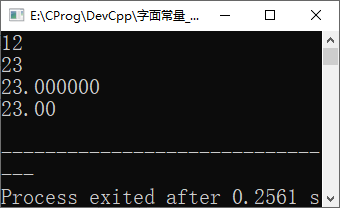 E:\CProg\DevCpp\字面常量_...
12
23
23.000000
23.00
--------------------------------
Process exited after 0.2561 s